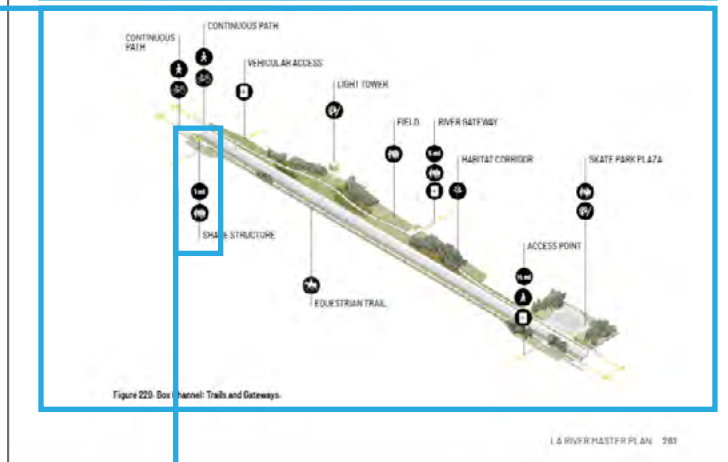 CONTINUOUS PATH
CONTINUOUS
PATH
VEHICULAR ACCESS
LIGHT TOWER
FIELD
RIVER GATEWAY
HABITAT CORRIDOR
SKATE PARK PLAZA
SHADE STRUCTURE
ACCESS POINT
EQUESTRIAN TRAIL
Figure 220. Box Channel: Trails and Gateways.
LA RIVER MASTER PLAN